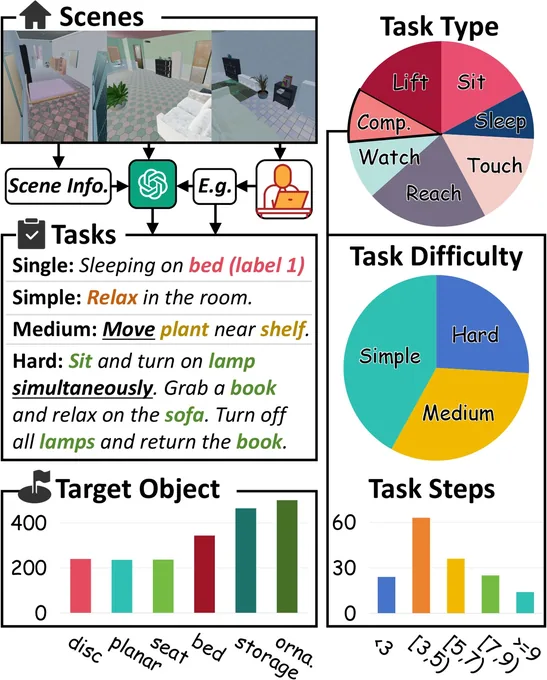 Scenes
Scene Info.
E.g.
Tasks
Single: Sleeping on bed (label 1)
Simple: Relax in the room.
Medium: Move plant near shelf.
Hard: Sit and turn on lamp
simultaneously. Grab a book
and relax on the sofa. Turn off
all lamps and return the book.
Target Object
400
200
0
disc
planar
seat
bed
storage
orna.
Task Type
Lift
Sit
Comp.
Sleep
Watch
Touch
Reach
Task Difficulty
Simple
Hard
Medium
Task Steps
60
30
0
<3
[3,5)
[5,7)
[7,9)
>=9